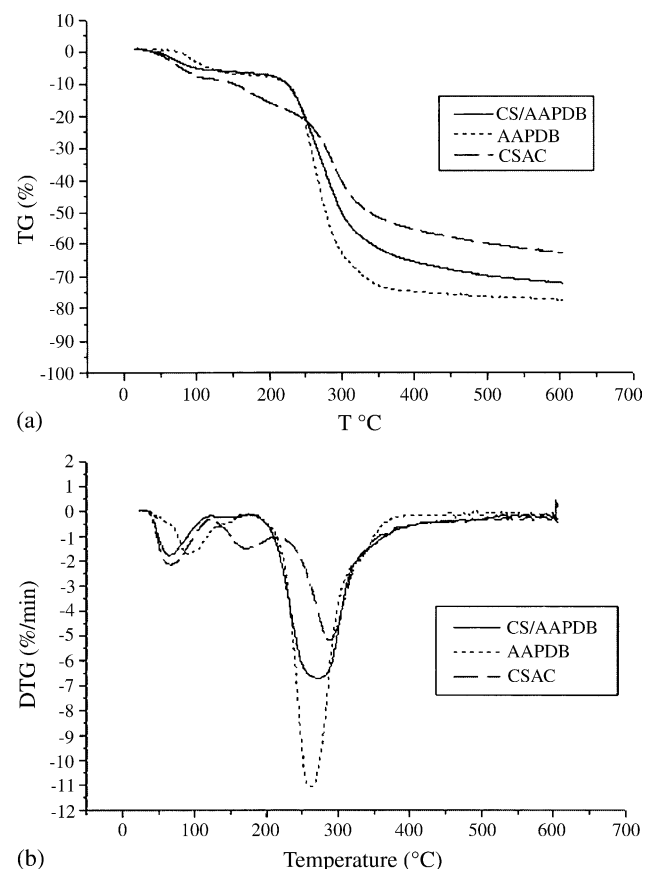 10
0
-10
-20
-30
-40
-50
-60
-70
-80
-90
-100
TG (%)
CS/AAPDB
AAPDB
CSAC
0 100 200 300 400 500 600 700
(a)
T °C
2
1
0
-1
-2
-3
-4
-5
-6
-7
-8
-9
-10
-11
-12
DTG (%/min)
CS/AAPDB
AAPDB
CSAC
0 100 200 300 400 500 600 700
(b)
Temperature (°C)